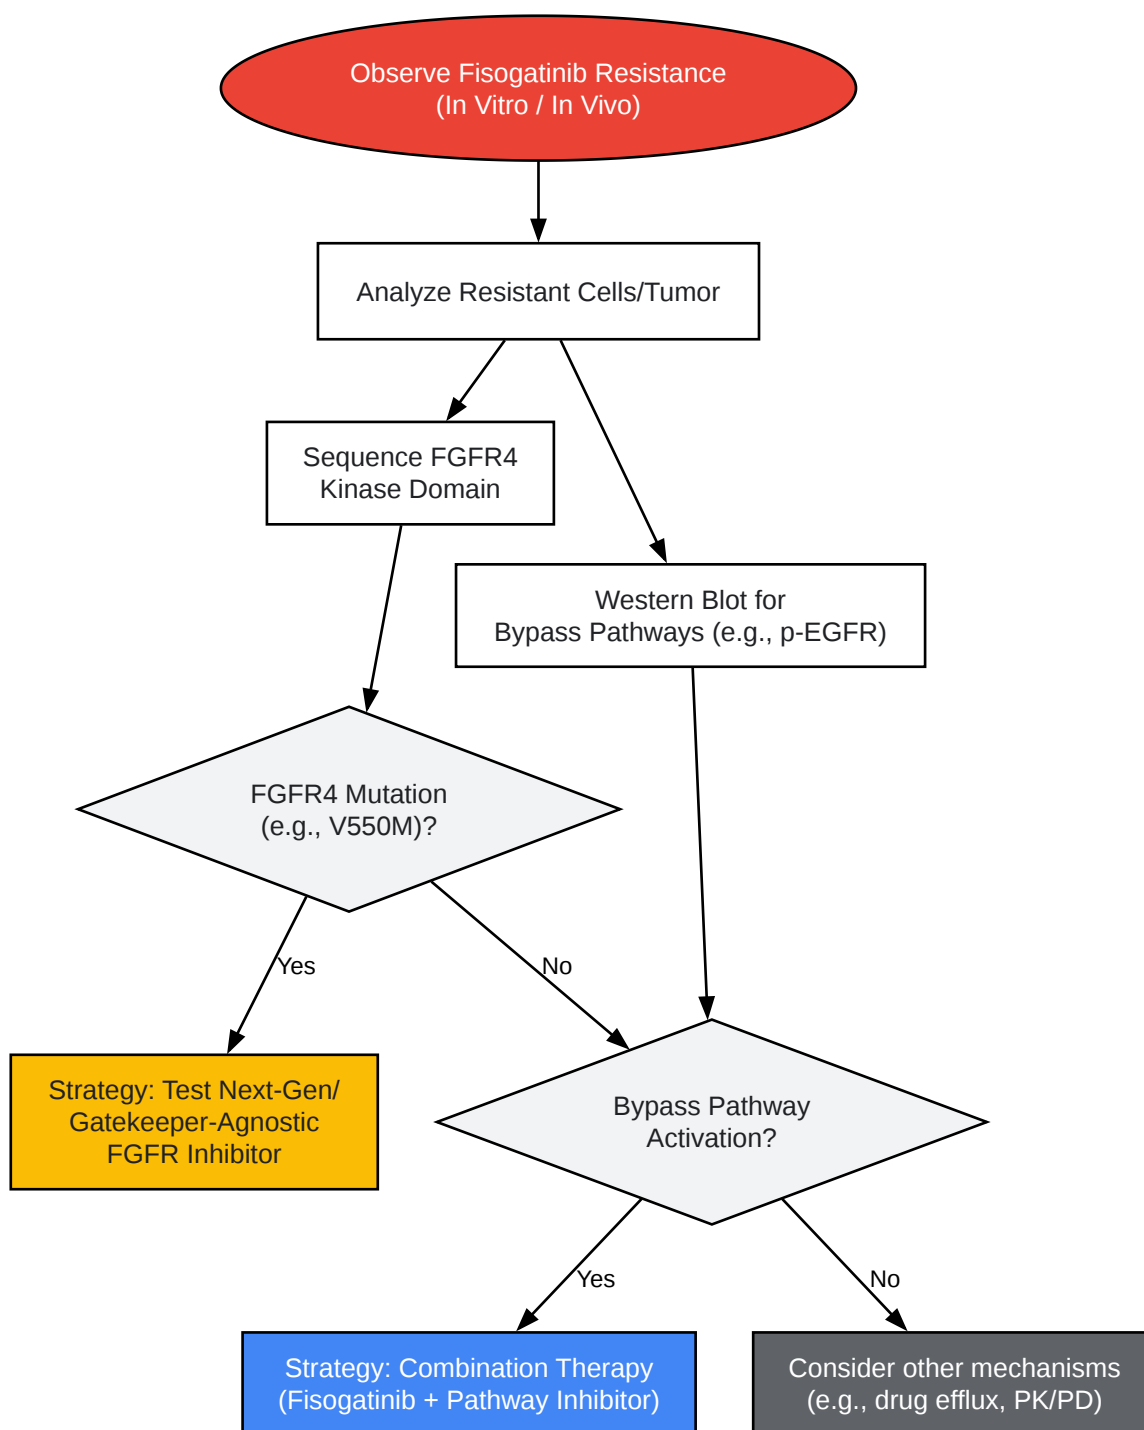 Observe Fisogatinib Resistance
(In Vitro / In Vivo)
Analyze Resistant Cells/Tumor
Sequence FGFR4
Kinase Domain
Western Blot for
Bypass Pathways (e.g., p-EGFR)
FGFR4 Mutation
(e.g., V550M)?
Yes
No
Strategy: Test Next-Gen/
Gatekeeper-Agnostic
FGFR Inhibitor
Bypass Pathway
Activation?
Yes
No
Strategy: Combination Therapy
(Fisogatinib + Pathway Inhibitor)
Consider other mechanisms
(e.g., drug efflux, PK/PD)